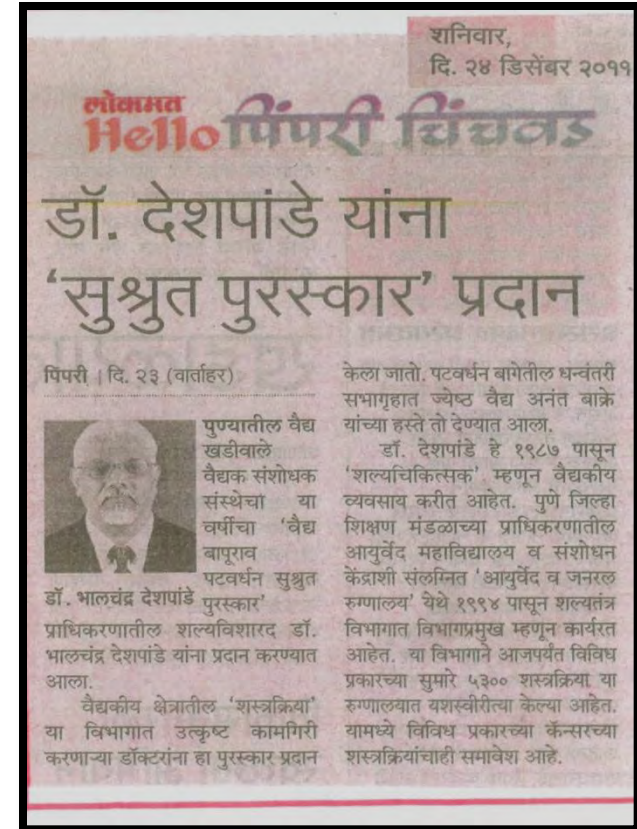 शनिवार,
दि. २४ डिसेंबर २०११
लोकमत
Hello पिंपरी चिंचवड
डॉ. देशपांडे यांना
‘सुश्रुत पुरस्कार’ प्रदान
पिंपरी । दि. २३ (वार्ताहर)
पुण्यातील वैद्य
खडीवाले
वैद्यक संशोधक
संस्थेचा या
वर्षीचा ‘वैद्य
बापूराव
पटवर्धन सुश्रुत
पुरस्कार’
डॉ. भालचंद्र देशपांडे
प्राधिकरणातील शल्यविशारद डॉ.
भालचंद्र देशपांडे यांना प्रदान करण्यात
आला.
वैद्यकीय क्षेत्रातील ‘शस्त्रक्रिया’
या विभागात उत्कृष्ट कामगिरी
करणाऱ्या डॉक्टरांना हा पुरस्कार प्रदान
केला जातो. पटवर्धन बागेतील धन्वंतरी
सभागृहात ज्येष्ठ वैद्य अनंत बाक्रे
यांच्या हस्ते तो देण्यात आला.
डॉ. देशपांडे हे १९८७ पासून
‘शल्यचिकित्सक’ म्हणून वैद्यकीय
व्यवसाय करीत आहेत. पुणे जिल्हा
शिक्षण मंडळाच्या प्राधिकरणातील
आयुर्वेद महाविद्यालय व संशोधन
केंद्राशी संलग्नित ‘आयुर्वेद व जनरल
रुग्णालय’ येथे १९९४ पासून शल्यतंत्र
विभागात विभागप्रमुख म्हणून कार्यरत
आहेत. या विभागाने आजपर्यंत विविध
प्रकारच्या सुमारे ५३०० शस्त्रक्रिया या
रुग्णालयात यशस्वीरीत्या केल्या आहेत.
यामध्ये विविध प्रकारच्या कॅन्सरच्या
शस्त्रक्रियांचाही समावेश आहे.